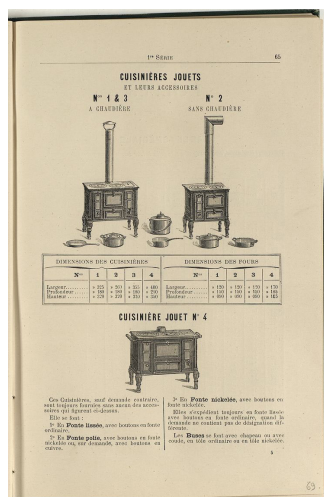 1re Série 65
CUISINIÈRES JOUETS
ET LEURS ACCESSOIRES
Nos 1 & 3
A CHAUDIÈRE
N° 2
SANS CHAUDIÈRE
DIMENSIONS DES CUISINIÈRES
Nos 1 2 3 4
Largeur
Profondeur
Hauteur
DIMENSIONS DES FOURS
Nos 1 2 3 4
Largeur
Profondeur
Hauteur
CUISINIÈRE JOUET N° 4
Ces Cuisinières, sauf demande contraire,
sont toujours fournies sans aucun des acces-
soires qui figurent ci-dessus.
Elle se font :
1° En Fonte lissée, avec boutons en fonte
ordinaire.
2° En Fonte polie, avec boutons en fonte
nickelée ou, sur demande, avec boutons en
cuivre.
3° En Fonte nickelée, avec boutons en
fonte nickelée.
Elles s'expédient toujours en fonte lissée
avec boutons en fonte ordinaire, quand la
demande ne contient pas de désignation dif-
férente.
Les Buses se font avec chapeau ou avec
coude, en tôle ordinaire ou en tôle nickelée.
5
69.